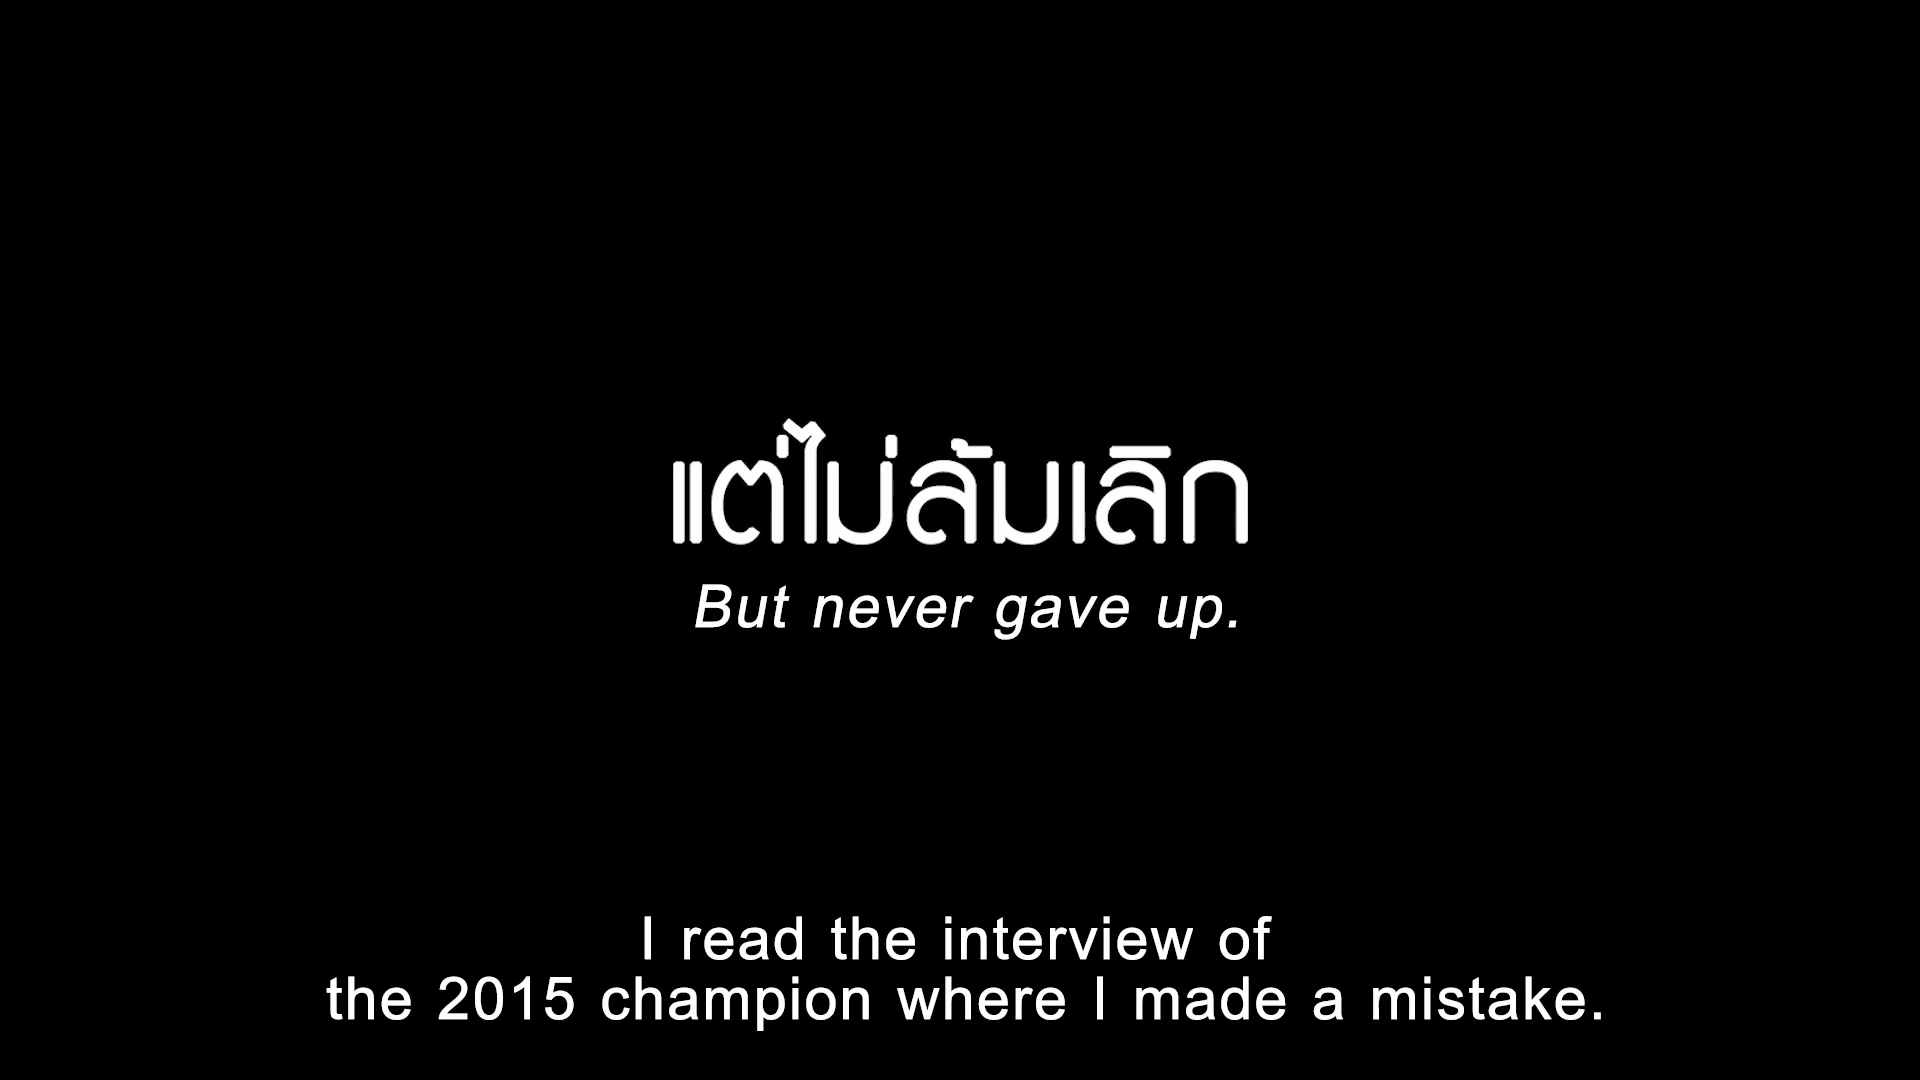 แต่ไม่ล้มเลิก
But never gave up.
I read the interview of
the 2015 champion where I made a mistake.